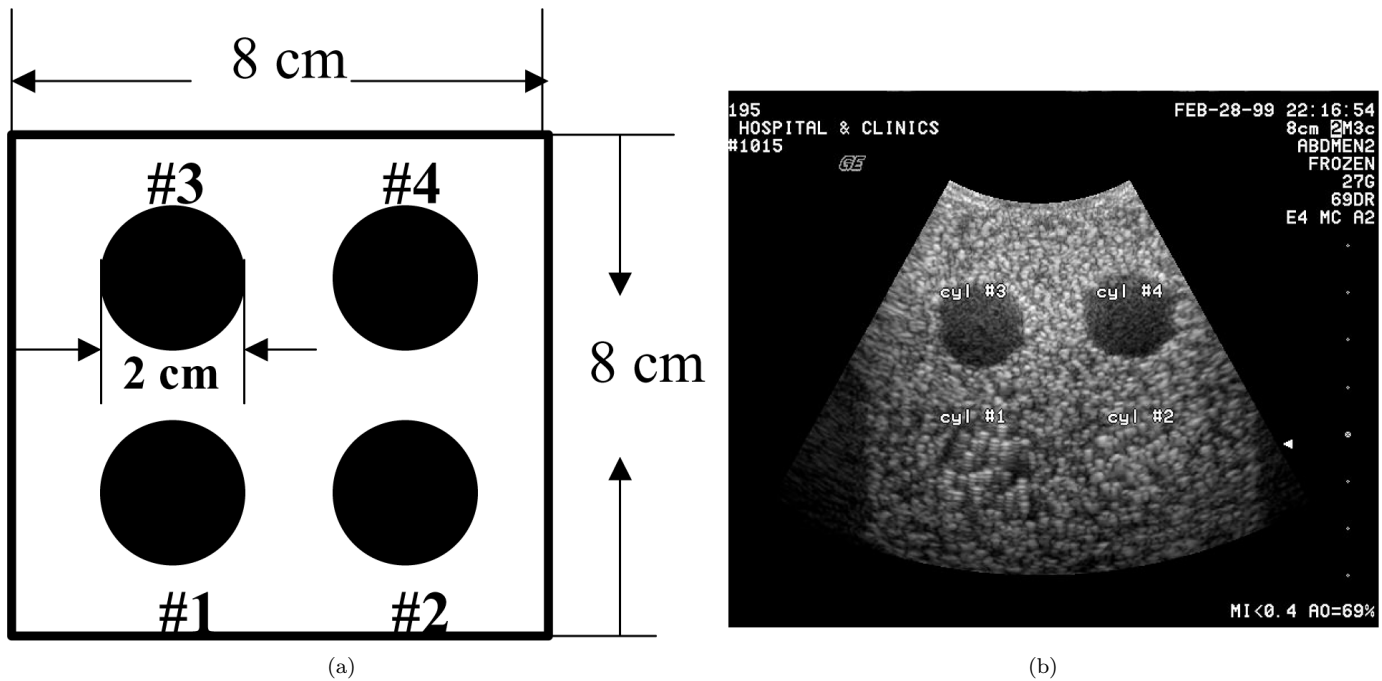 8 cm
#3
#4
2 cm
8 cm
#1
#2
(a)
195
HOSPITAL & CLINICS
#1015
GE
FEB-28-99 22:16:54
8cm 2M3c
ABDMEN2
FROZEN
27G
69DR
E4 MC A2
cyl #3
cyl #4
cyl #1
cyl #2
MI<0.4 AO=69%
(b)